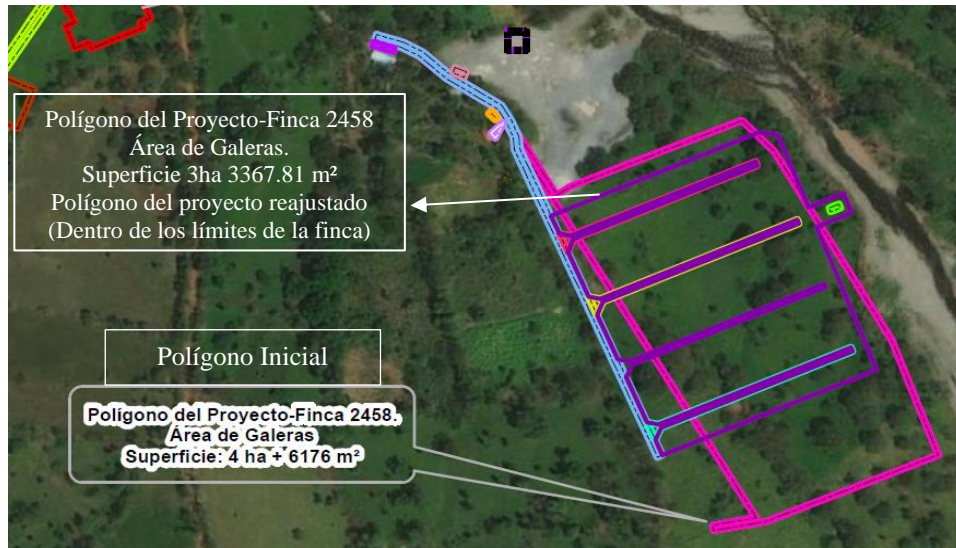 Polígono del Proyecto-Finca 2458
Área de Galeras.
Superficie 3ha 3367.81 m²
Polígono del proyecto reajustado
(Dentro de los límites de la finca)
Polígono Inicial
Polígono del Proyecto-Finca 2458.
Área de Galeras
Superficie: 4 ha + 6176 m²